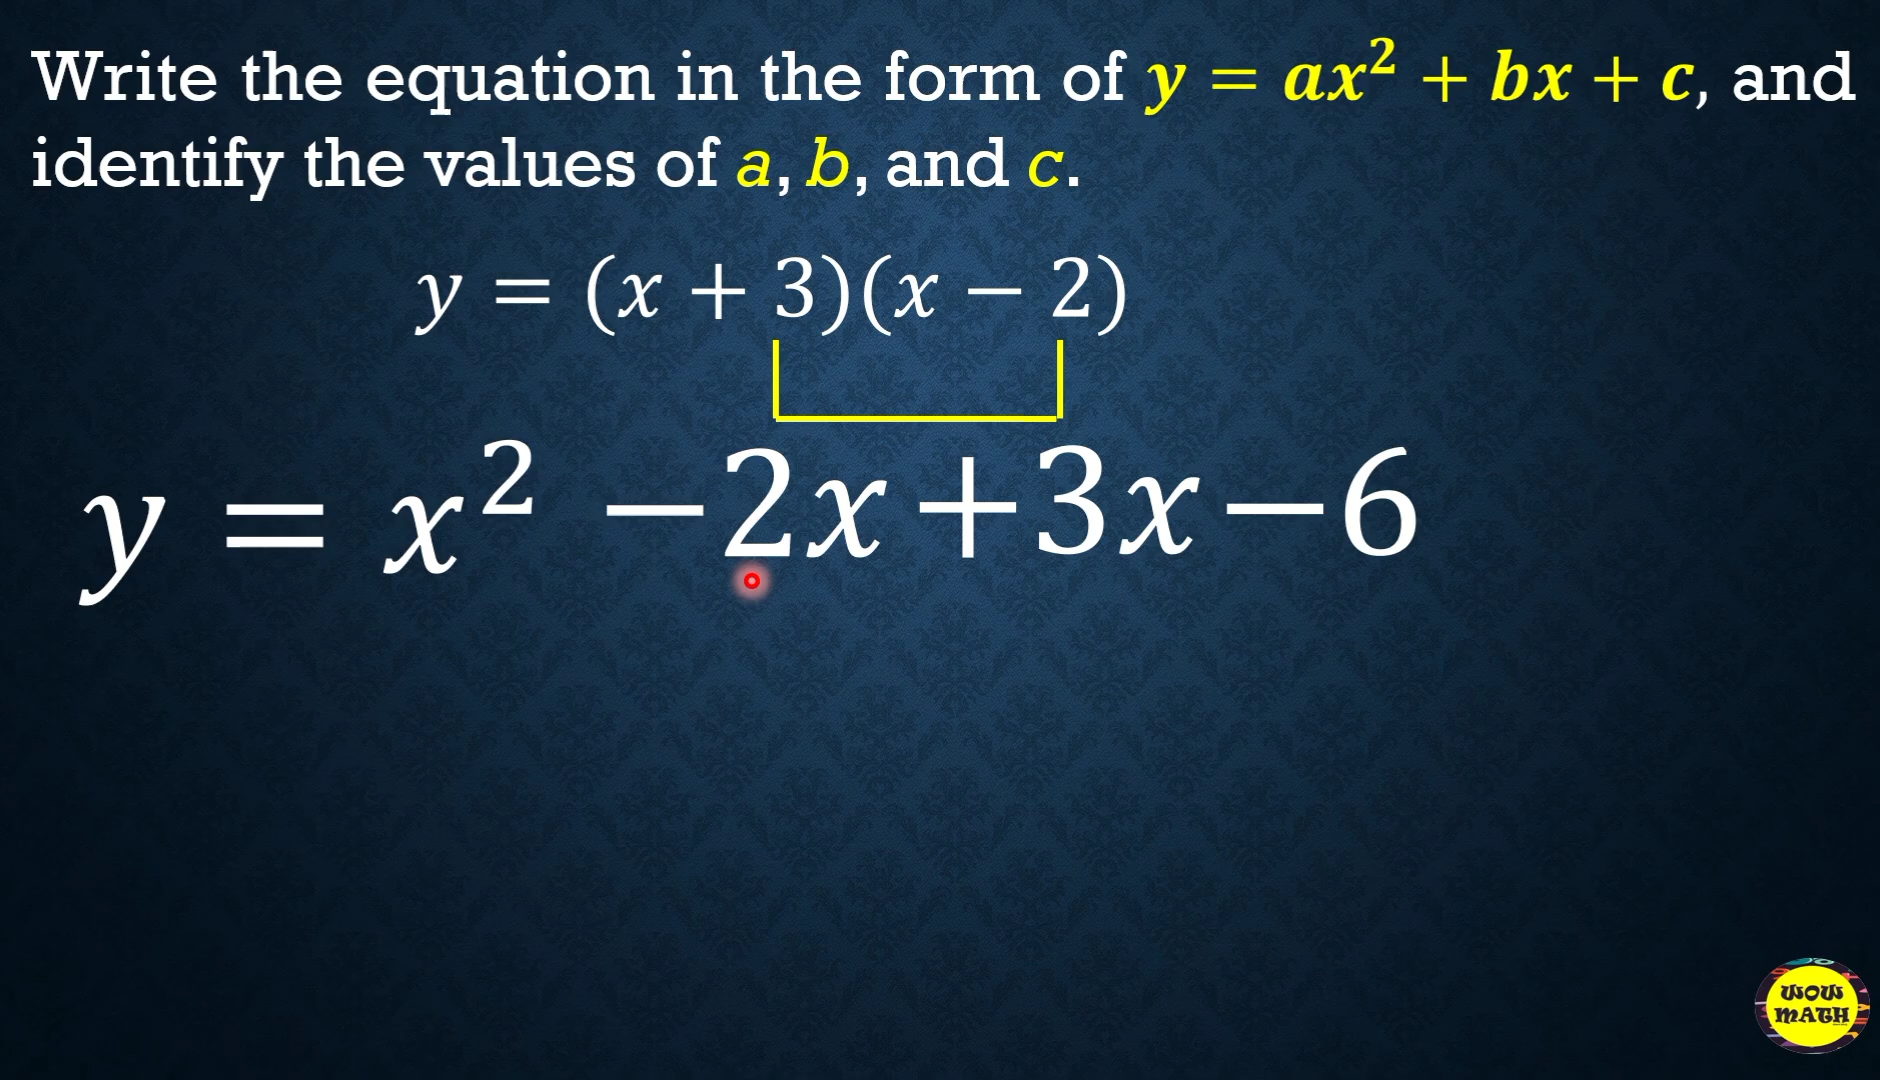 Write the equation in the form of y = ax² + bx + c, and
identify the values of a, b, and c.
y = (x + 3)(x − 2)
y = x² −2x +3x −6
WOW
MATH